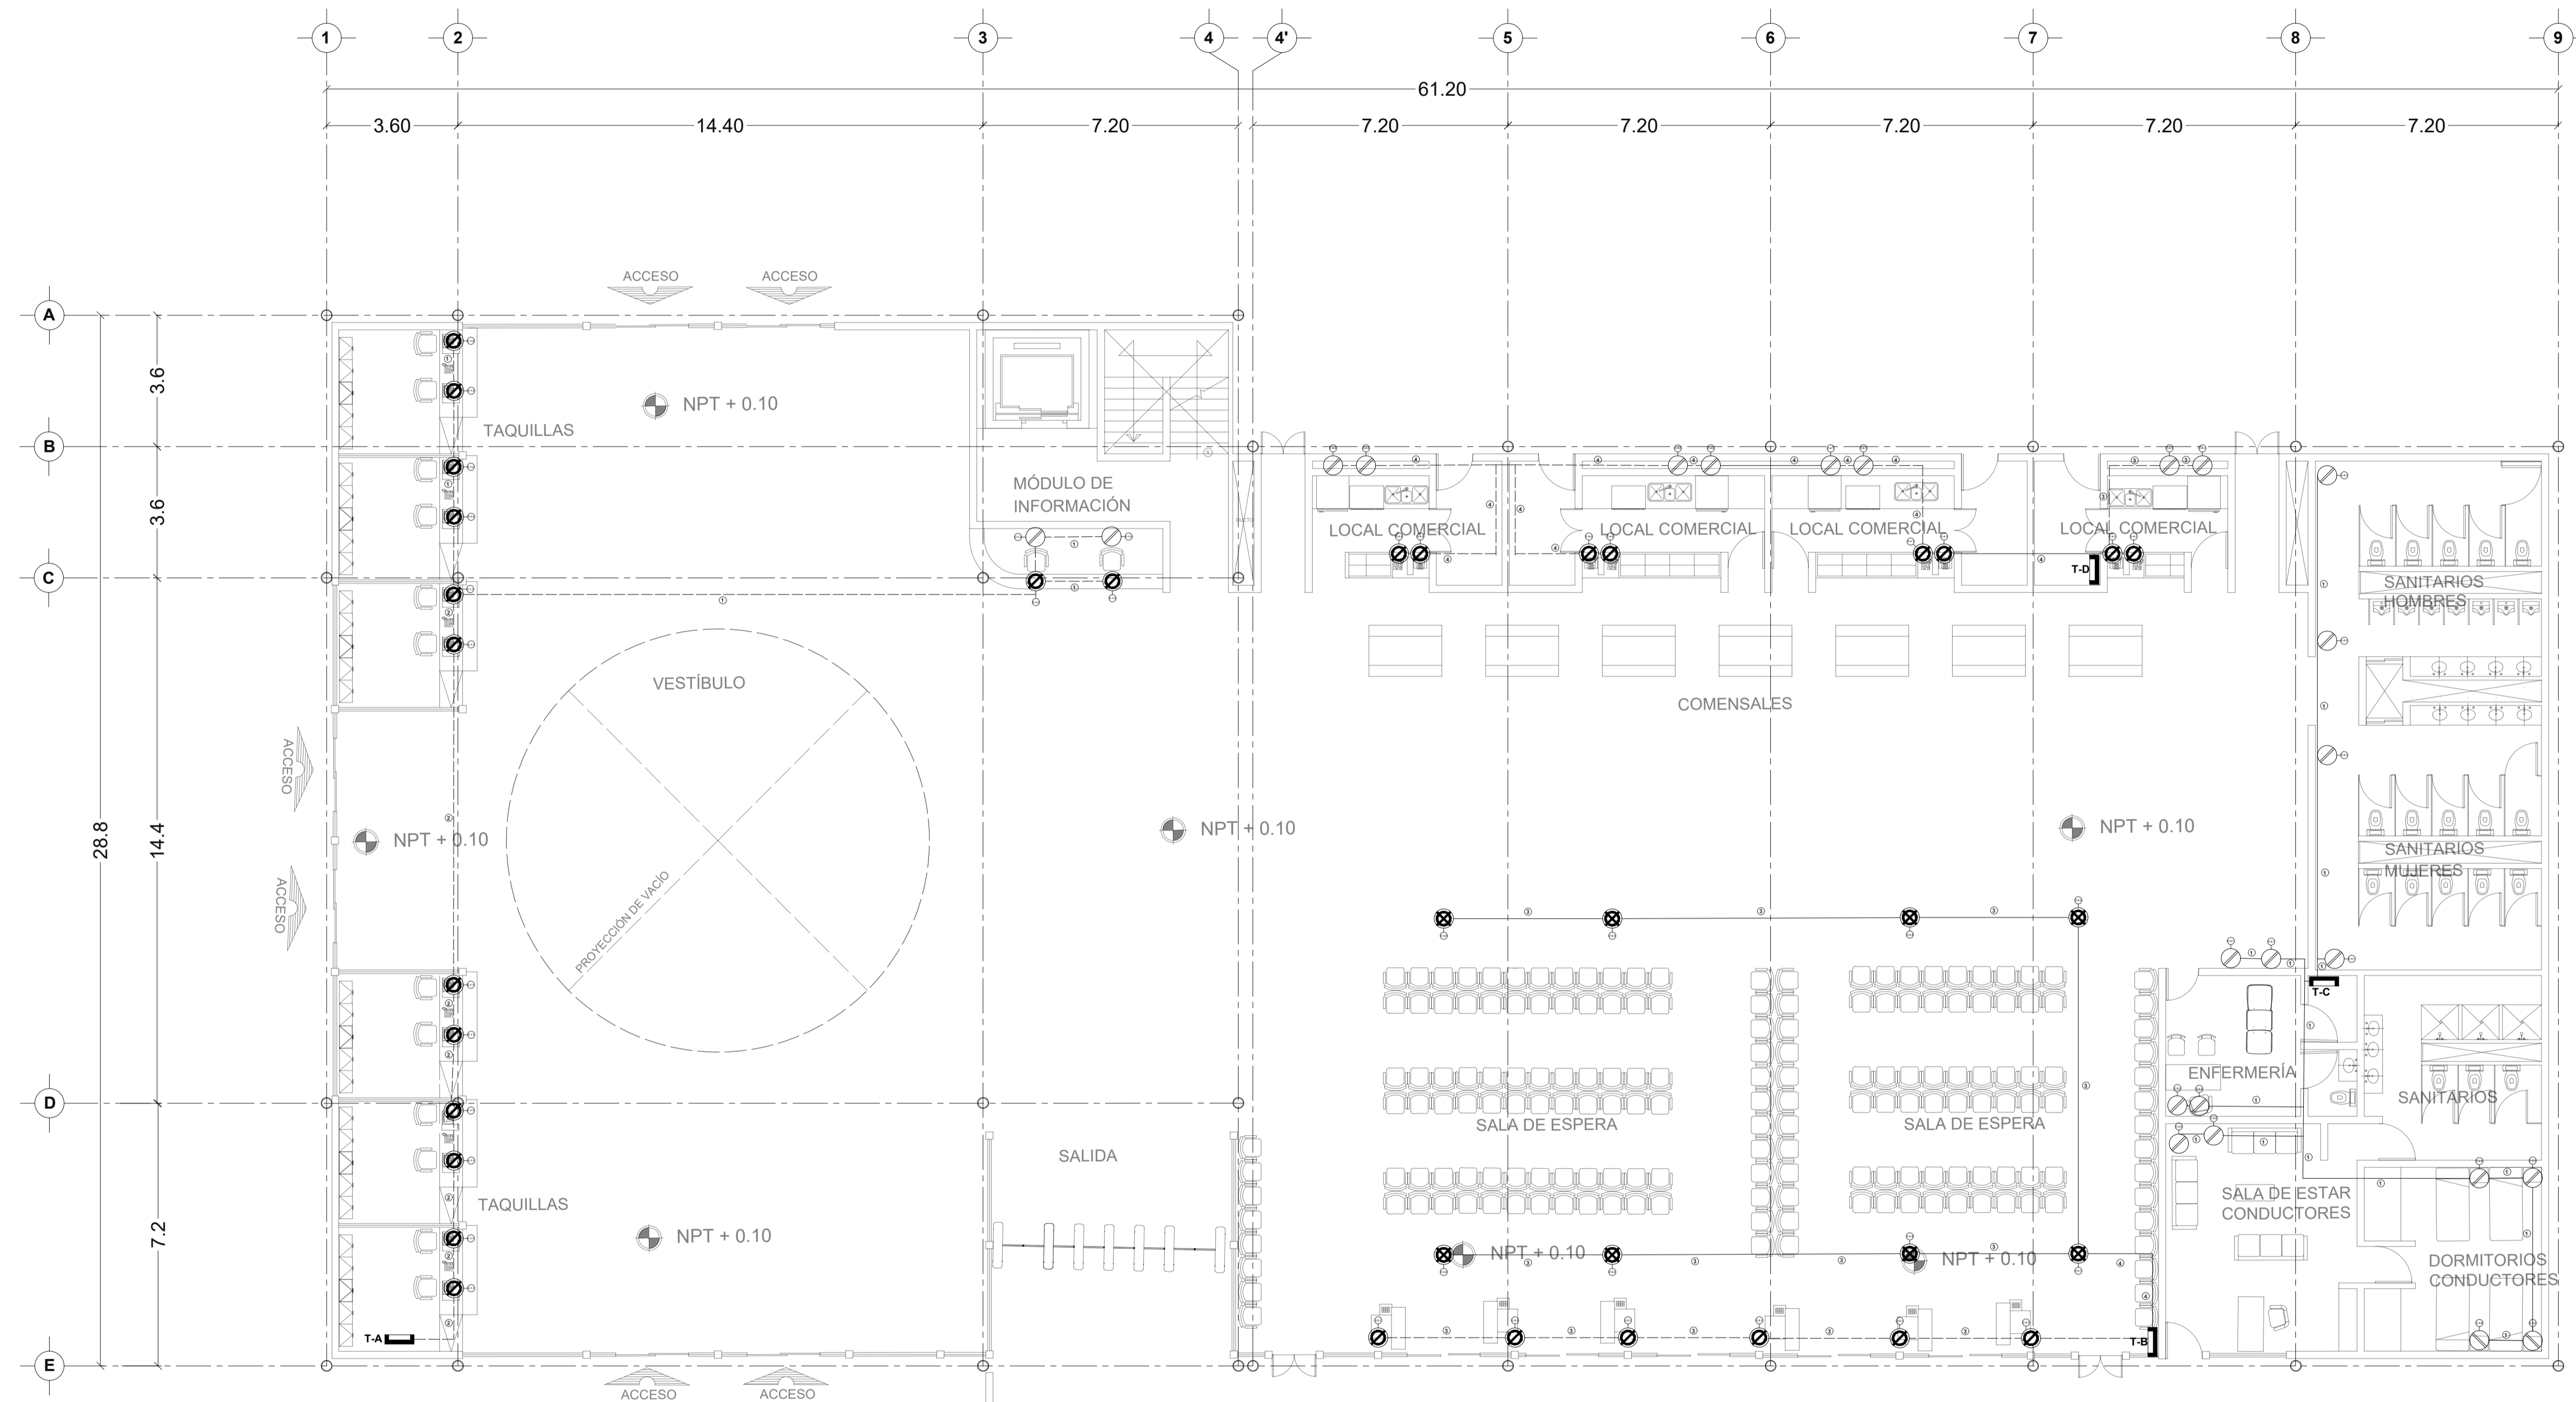 1 2 3 4 4' 5 6 7 8 9
61.20
3.60 14.40 7.20 7.20 7.20 7.20 7.20 7.20
ACCESO ACCESO
A
3.6
NPT + 0.10
TAQUILLAS
B
3.6
MÓDULO DE
INFORMACIÓN
DUCTO
LOCAL COMERCIAL LOCAL COMERCIAL LOCAL COMERCIAL LOCAL COMERCIAL
C
T-D
SANITARIOS
HOMBRES
VESTÍBULO
COMENSALES
ACCESO
28.8
14.4
NPT + 0.10 NPT + 0.10 NPT + 0.10
SANITARIOS
MUJERES
ACCESO
PROYECCIÓN DE VACÍO
T-C
ENFERMERÍA
SANITARIOS
D
SALA DE ESPERA SALA DE ESPERA
SALIDA
TAQUILLAS
SALA DE ESTAR
CONDUCTORES
7.2
NPT + 0.10 NPT + 0.10 NPT + 0.10
DORMITORIOS
CONDUCTORES
T-A
T-B
E
ACCESO ACCESO